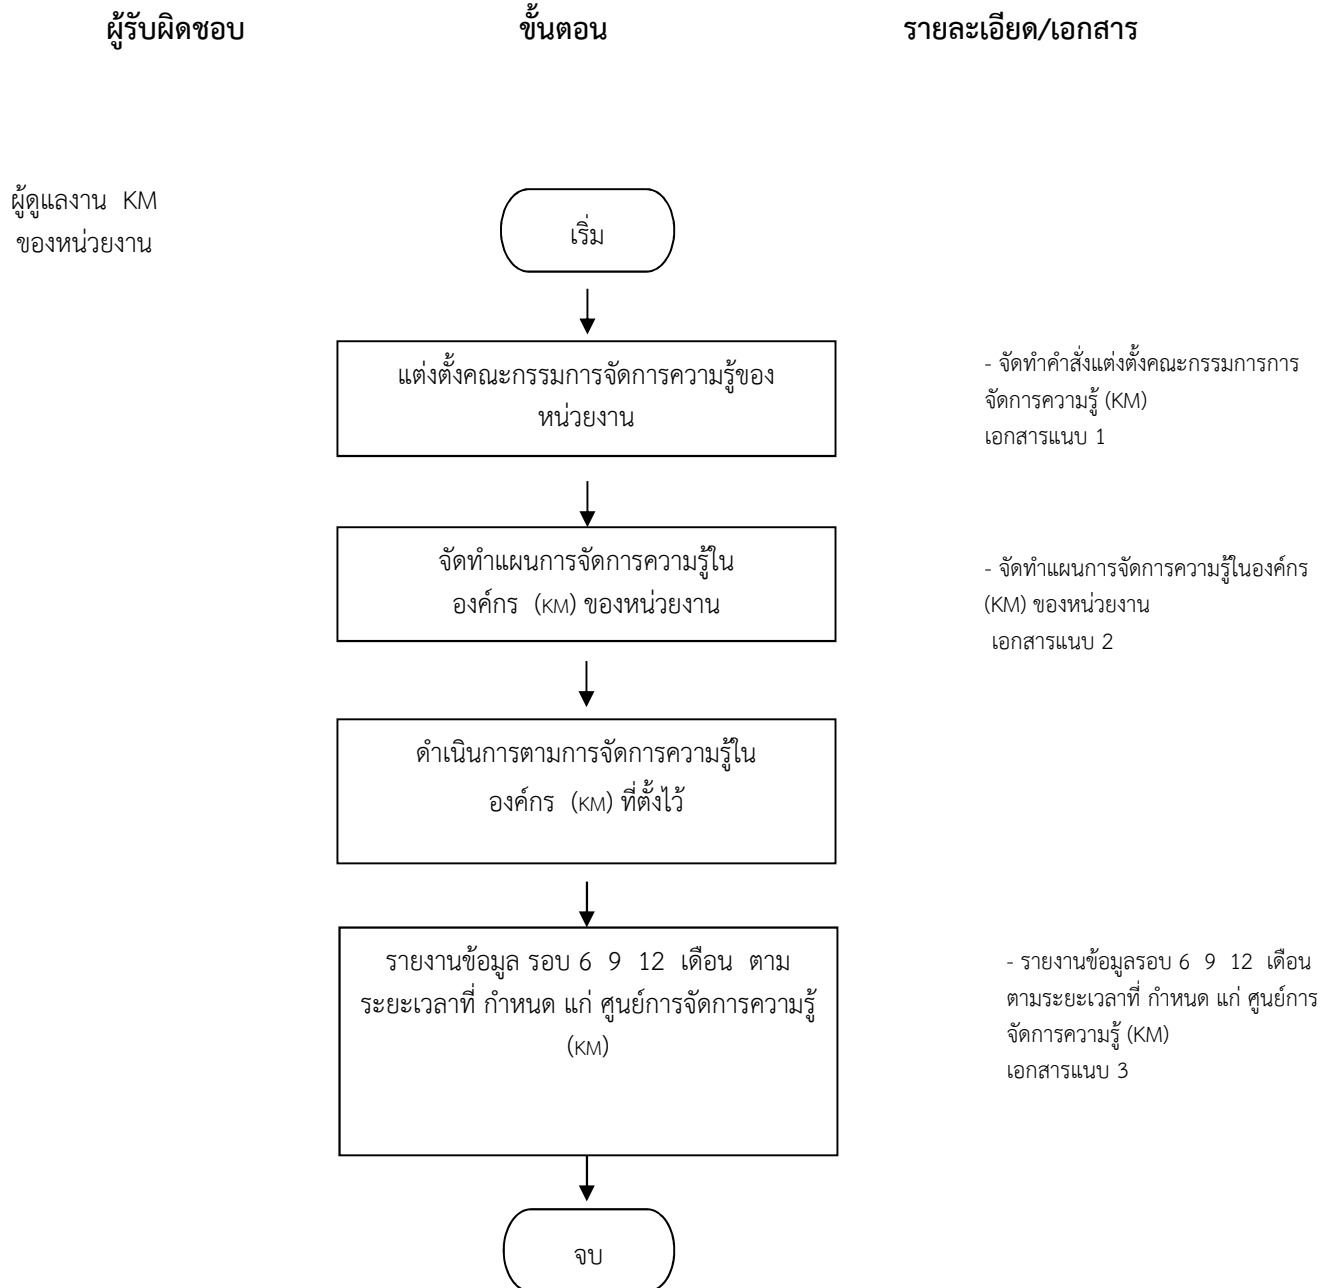 ผู้รับผิดชอบ ขั้นตอน รายละเอียด/เอกสาร
ผู้ดูแลงาน KM
ของหน่วยงาน
เริ่ม
แต่งตั้งคณะกรรมการจัดการความรู้ของ
หน่วยงาน
- จัดทำคำสั่งแต่งตั้งคณะกรรมการการ
จัดการความรู้ (KM)
เอกสารแนบ 1
จัดทำแผนการจัดการความรู้ใน
องค์กร (KM) ของหน่วยงาน
- จัดทำแผนการจัดการความรู้ในองค์กร
(KM) ของหน่วยงาน
เอกสารแนบ 2
ดำเนินการตามการจัดการความรู้ใน
องค์กร (KM) ที่ตั้งไว้
รายงานข้อมูล รอบ 6 9 12 เดือน ตาม
ระยะเวลาที่ กำหนด แก่ ศูนย์การจัดการความรู้
(KM)
- รายงานข้อมูลรอบ 6 9 12 เดือน
ตามระยะเวลาที่ กำหนด แก่ ศูนย์การ
จัดการความรู้ (KM)
เอกสารแนบ 3
จบ